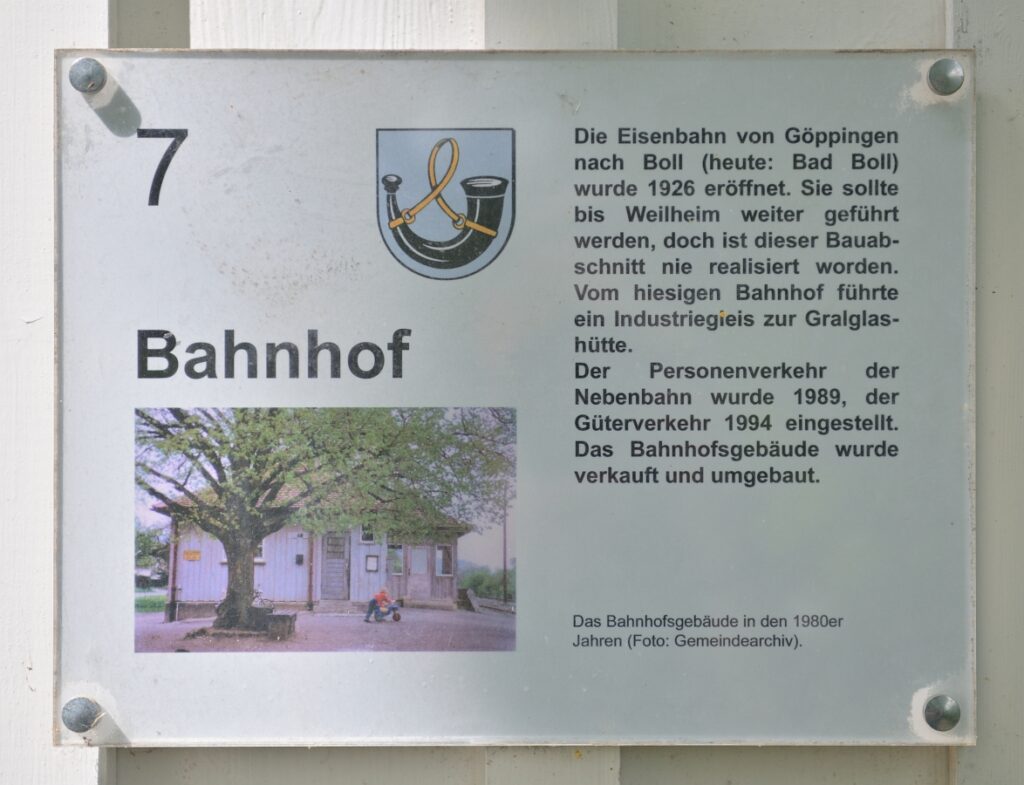 7
Bahnhof
Die Eisenbahn von Göppingen
nach Boll (heute: Bad Boll)
wurde 1926 eröffnet. Sie sollte
bis Weilheim weiter geführt
werden, doch ist dieser Bauab-
schnitt nie realisiert worden.
Vom hiesigen Bahnhof führte
ein Industriegleis zur Gralglas-
hütte.
Der Personenverkehr der
Nebenbahn wurde 1989, der
Güterverkehr 1994 eingestellt.
Das Bahnhofsgebäude wurde
verkauft und umgebaut.
Das Bahnhofsgebäude in den 1980er
Jahren (Foto: Gemeindearchiv).